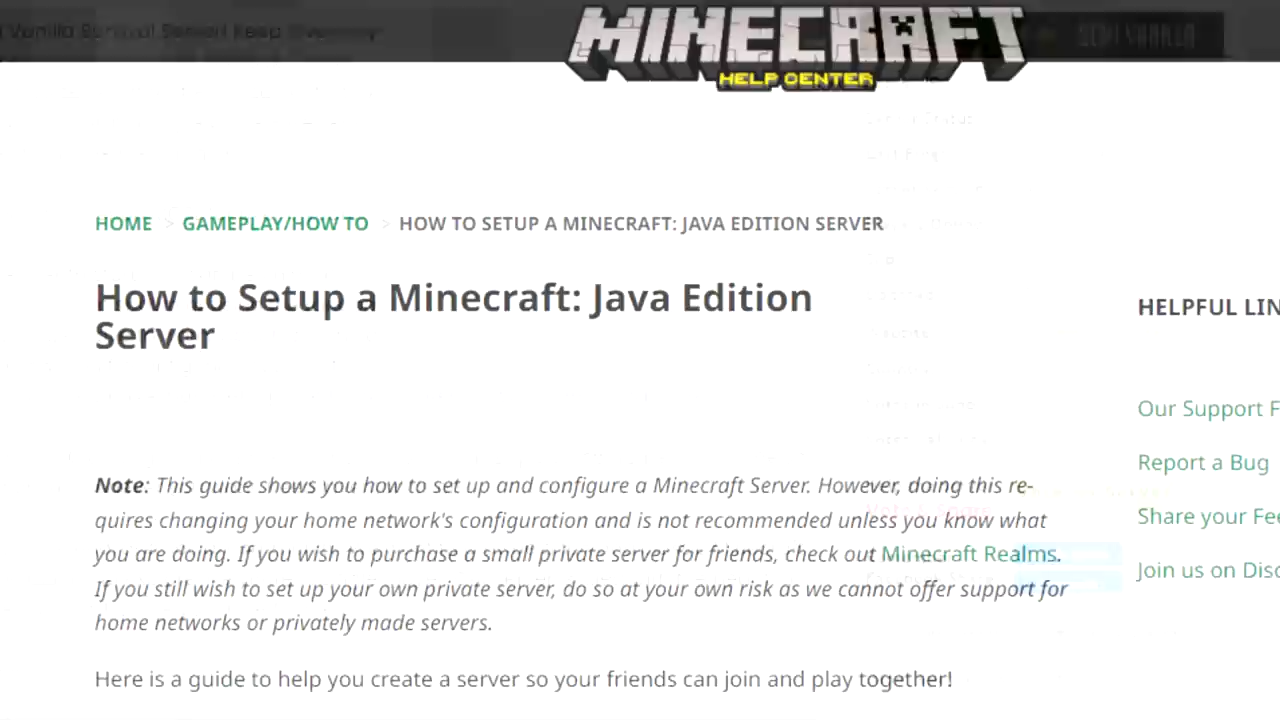 MINECRAFT
HELP CENTER
HOME > GAMEPLAY/HOW TO > HOW TO SETUP A MINECRAFT: JAVA EDITION SERVER
How to Setup a Minecraft: Java Edition
Server
HELPFUL LIN
Our Support F
Report a Bug
Share your Fee
Join us on Disc
Note: This guide shows you how to set up and configure a Minecraft Server. However, doing this re-
quires changing your home network's configuration and is not recommended unless you know what
you are doing. If you wish to purchase a small private server for friends, check out Minecraft Realms.
If you still wish to set up your own private server, do so at your own risk as we cannot offer support for
home networks or privately made servers.
Here is a guide to help you create a server so your friends can join and play together!